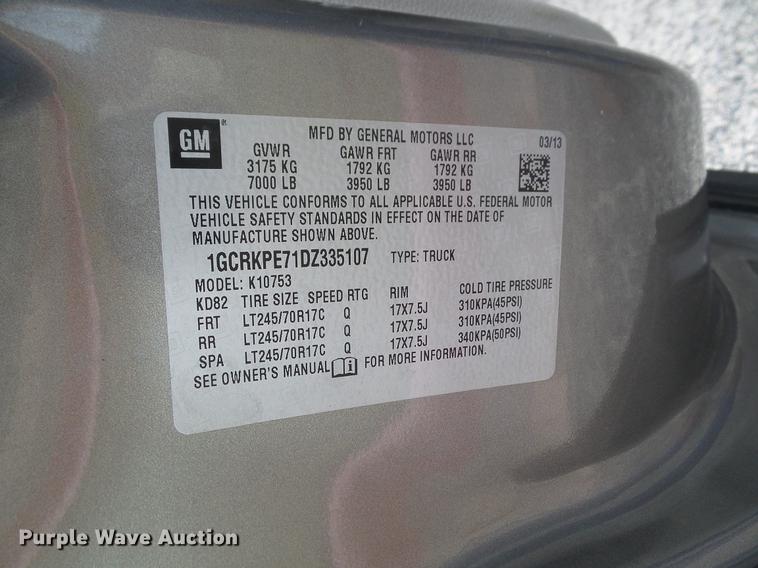 GM
MFD BY GENERAL MOTORS LLC 03/13
GVWR GAWR FRT GAWR RR
3175 KG 1792 KG 1792 KG
7000 LB 3950 LB 3950 LB
THIS VEHICLE CONFORMS TO ALL APPLICABLE U.S. FEDERAL MOTOR
VEHICLE SAFETY STANDARDS IN EFFECT ON THE DATE OF
MANUFACTURE SHOWN ABOVE.
1GCRKPE71DZ335107 TYPE: TRUCK
MODEL: K10753
KD82 TIRE SIZE SPEED RTG RIM COLD TIRE PRESSURE
FRT LT245/70R17C Q 17X7.5J 310KPA(45PSI)
RR LT245/70R17C Q 17X7.5J 310KPA(45PSI)
SPA LT245/70R17C Q 17X7.5J 340KPA(50PSI)
SEE OWNER'S MANUAL FOR MORE INFORMATION.
Purple Wave Auction